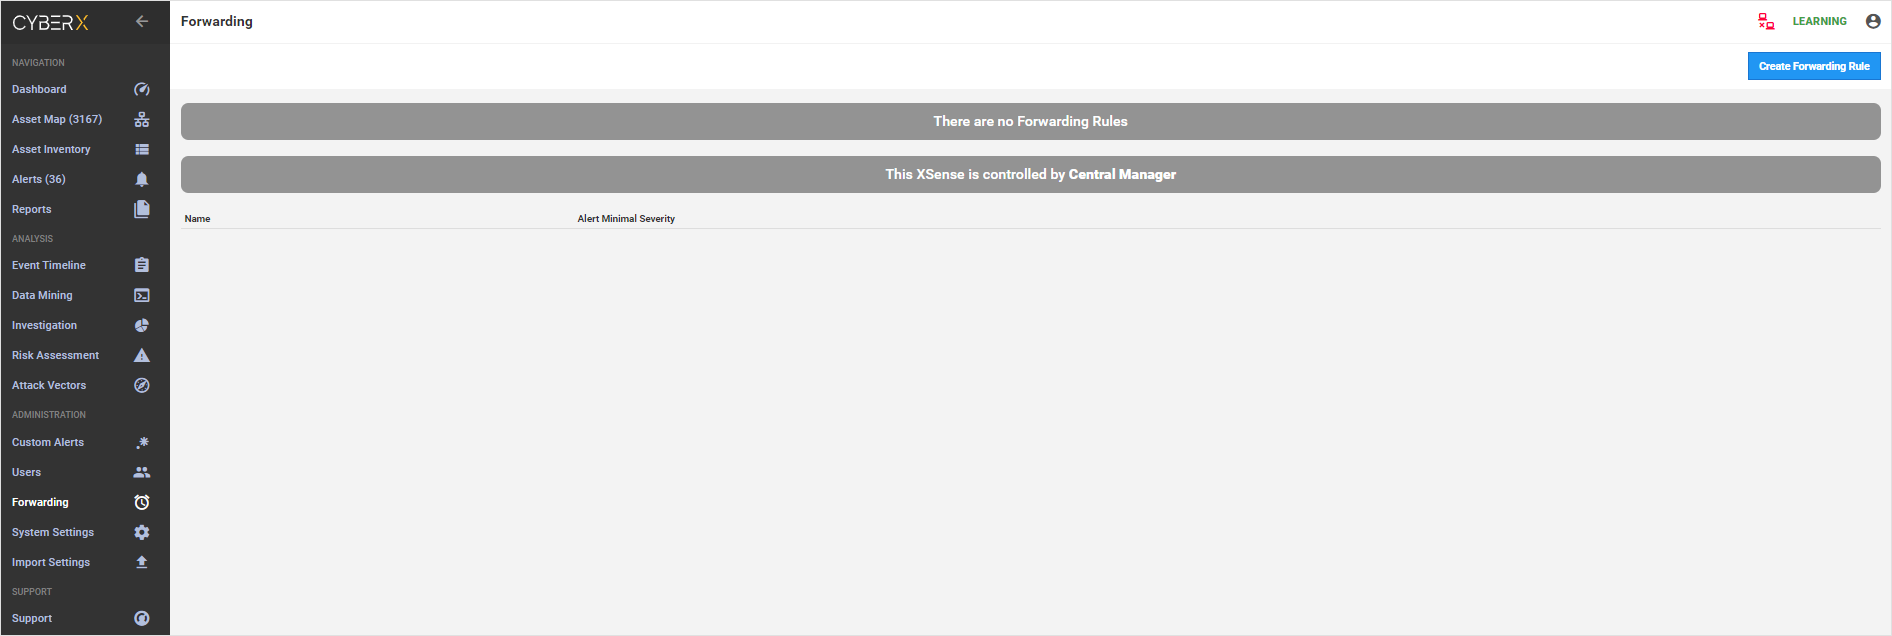 CYBERX
Forwarding
LEARNING
Create Forwarding Rule
NAVIGATION
Dashboard
Asset Map (3167)
Asset Inventory
Alerts (36)
Reports
ANALYSIS
Event Timeline
Data Mining
Investigation
Risk Assessment
Attack Vectors
ADMINISTRATION
Custom Alerts
Users
Forwarding
System Settings
Import Settings
SUPPORT
Support
There are no Forwarding Rules
This XSense is controlled by Central Manager
Name Alert Minimal Severity